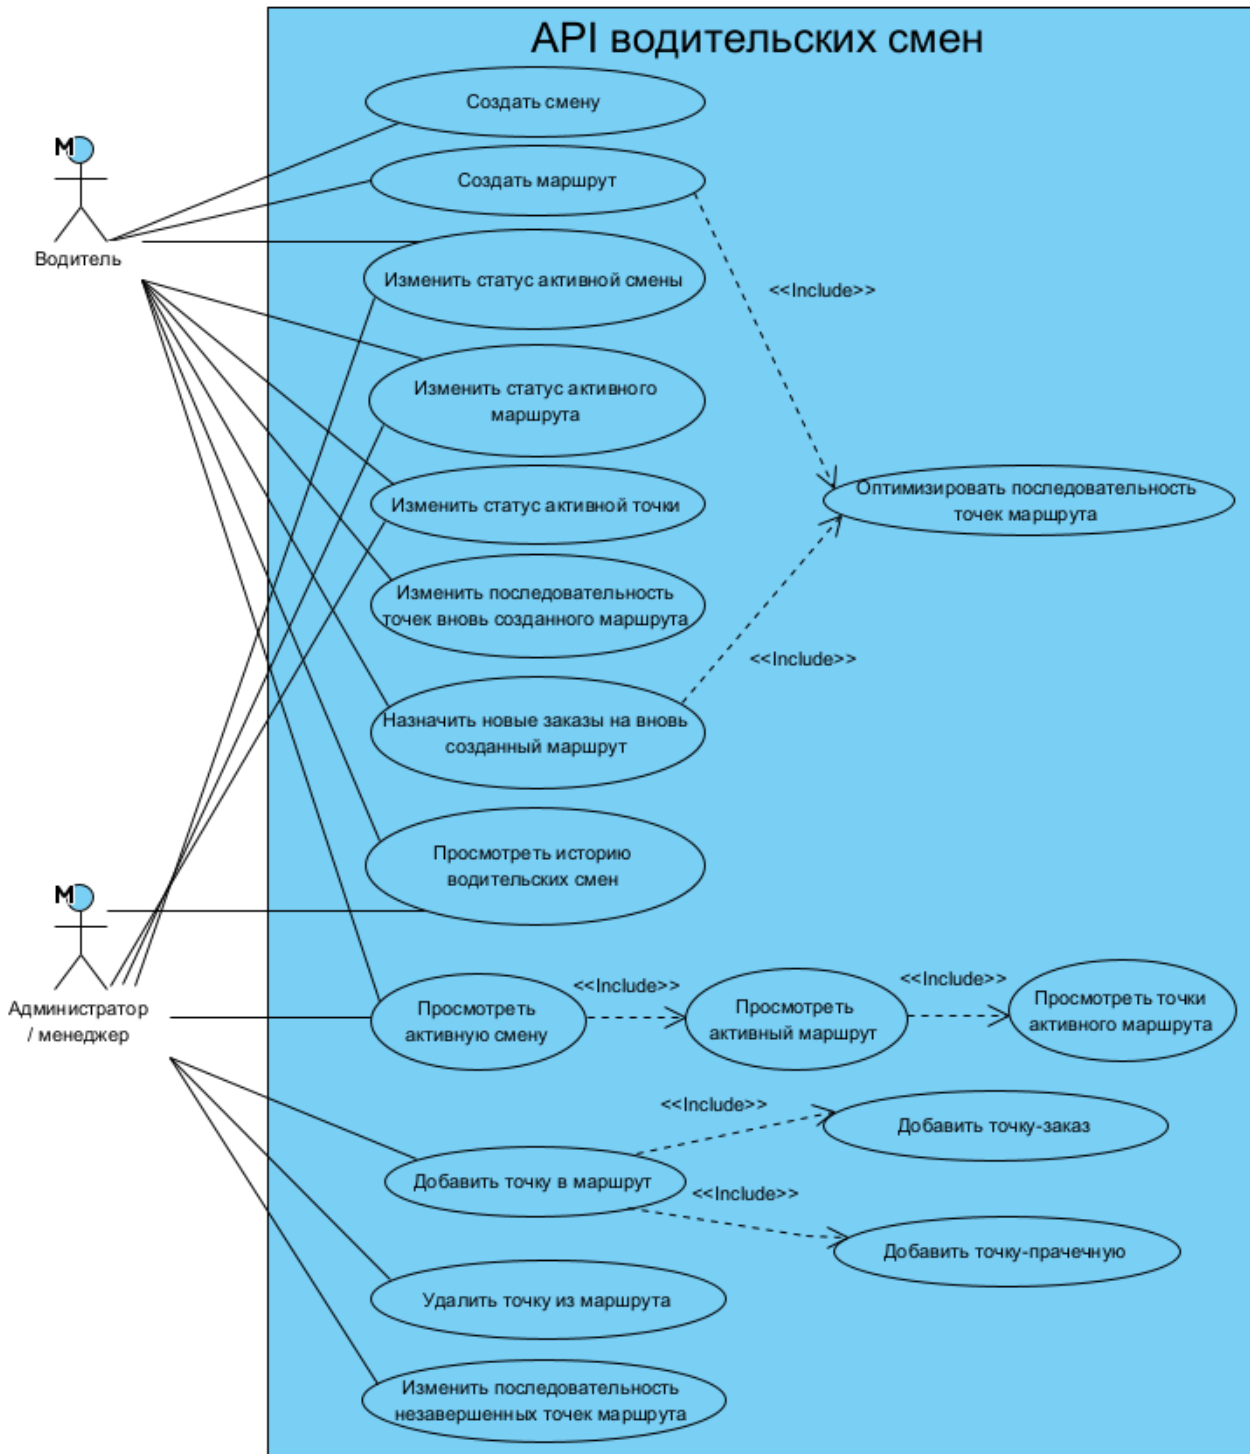 API водительских смен
Создать смену
М
Создать маршрут
Водитель
Изменить статус активной смены
<<Include>>
Изменить статус активного
маршрута
Изменить статус активной точки
Оптимизировать последовательность
точек маршрута
Изменить последовательность
точек вновь созданного маршрута
<<Include>>
Назначить новые заказы на вновь
созданный маршрут
Просмотреть историю
водительских смен
М
Администратор
/ менеджер
Просмотреть
активную смену
<<Include>>
Просмотреть
активный маршрут
<<Include>>
Просмотреть точки
активного маршрута
<<Include>>
Добавить точку-заказ
Добавить точку в маршрут
<<Include>>
Добавить точку-прачечную
Удалить точку из маршрута
Изменить последовательность
незавершенных точек маршрута